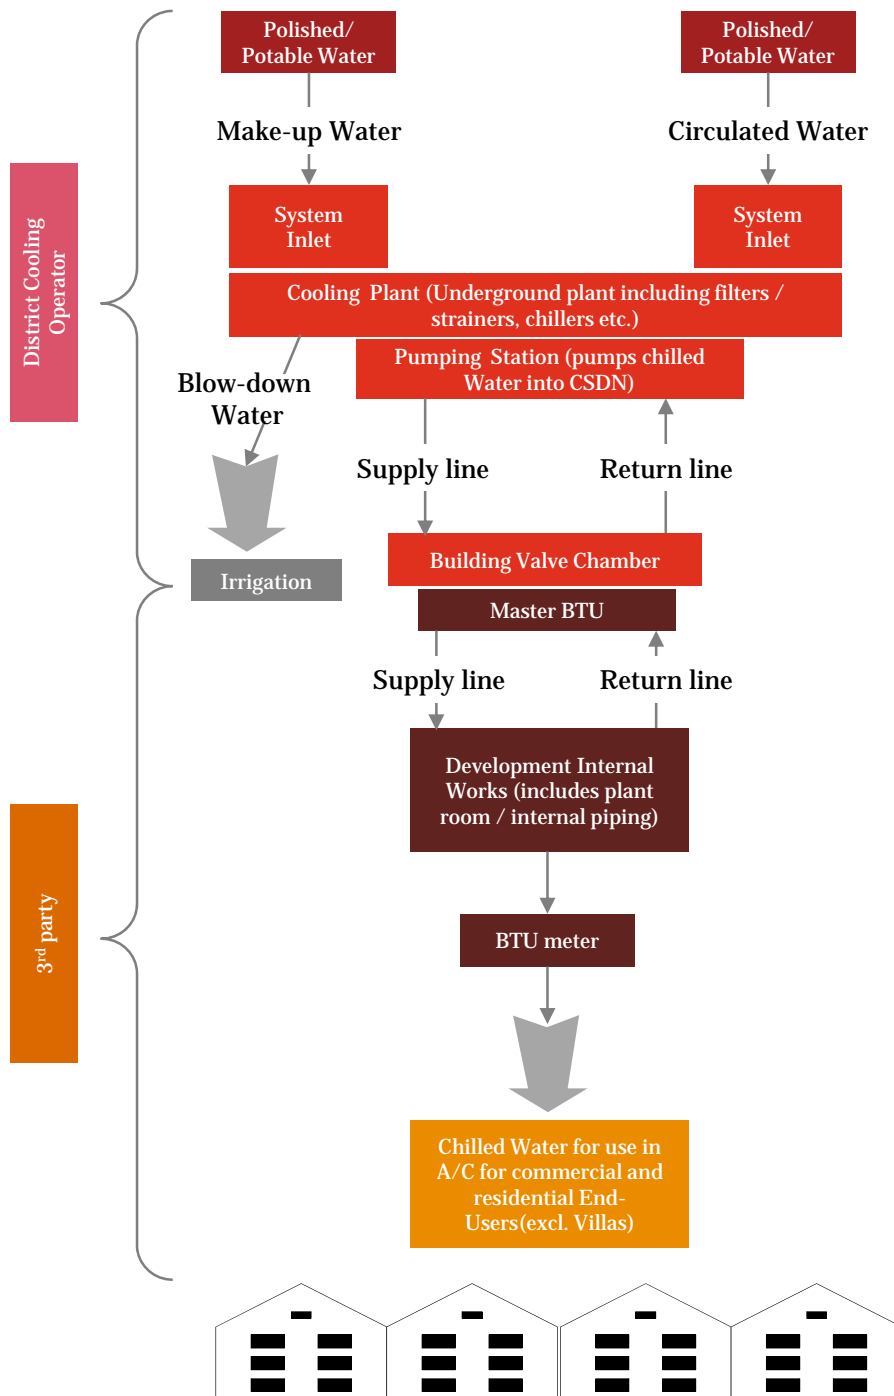 Polished/
Potable Water
Polished/
Potable Water
Make-up Water
Circulated Water
District Cooling
Operator
System
Inlet
System
Inlet
Cooling Plant (Underground plant including filters /
strainers, chillers etc.)
Pumping Station (pumps chilled
Water into CSDN)
Blow-down
Water
Supply line
Return line
Building Valve Chamber
Irrigation
Master BTU
Supply line
Return line
Development Internal
Works (includes plant
room / internal piping)
3rd party
BTU meter
Chilled Water for use in
A/C for commercial and
residential End-
Users(excl. Villas)